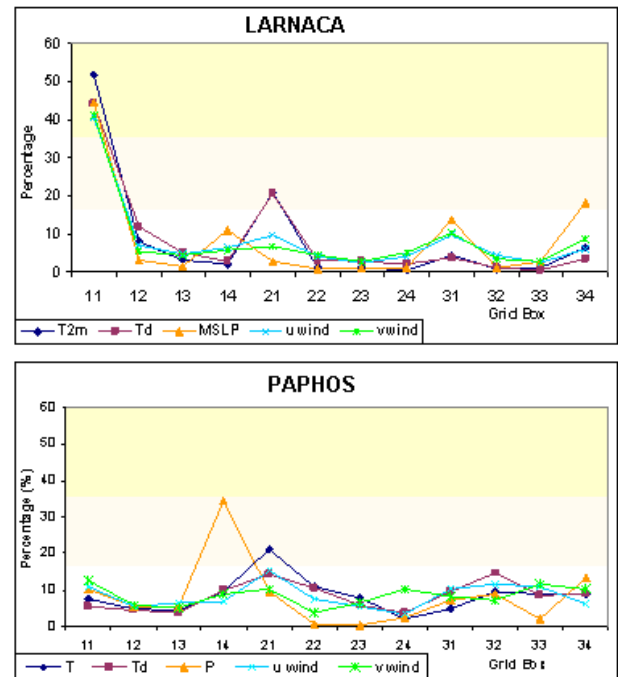 LARNACA
60
50
40
30
20
10
0
Percentage
11 12 13 14 21 22 23 24 31 32 33 34
Grid Box
T2m Td MSLP u wind v wind
PAPHOS
60
50
40
30
20
10
0
Percentage (%)
11 12 13 14 21 22 23 24 31 32 33 34
T Td P u wind v wind Grid Box